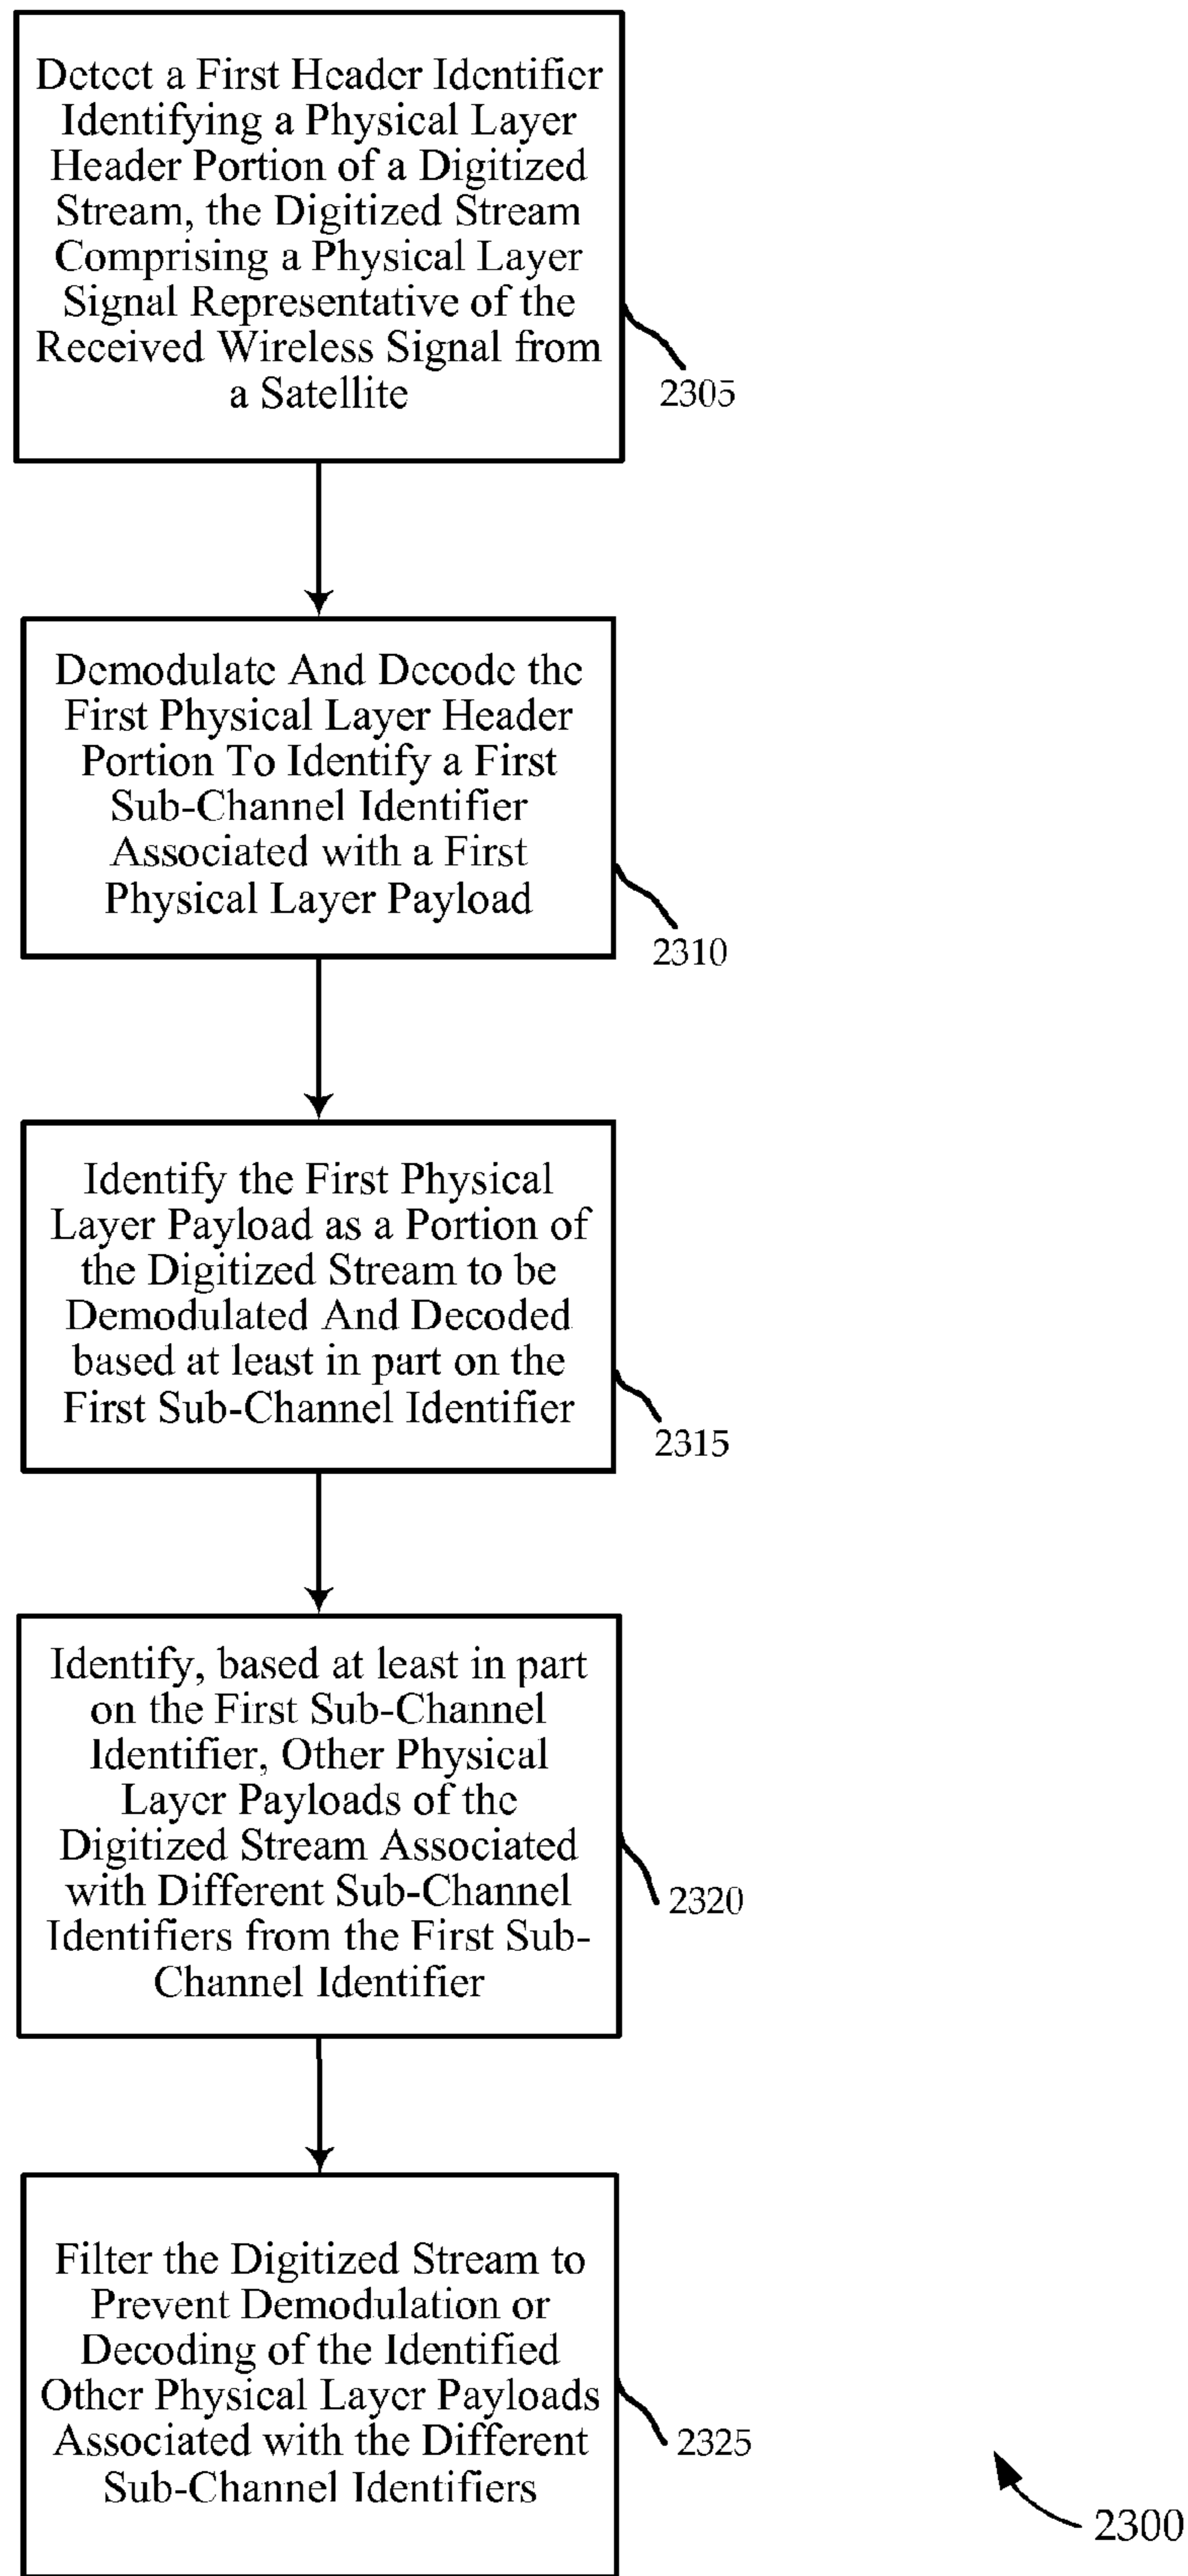 Detect a First Header Identifier
Identifying a Physical Layer
Header Portion of a Digitized
Stream, the Digitized Stream
Comprising a Physical Layer
Signal Representative of the
Received Wireless Signal from
a Satellite
2305
Demodulate And Decode the
First Physical Layer Header
Portion To Identify a First
Sub-Channel Identifier
Associated with a First
Physical Layer Payload
2310
Identify the First Physical
Layer Payload as a Portion of
the Digitized Stream to be
Demodulated And Decoded
based at least in part on the
First Sub-Channel Identifier
2315
Identify, based at least in part
on the First Sub-Channel
Identifier, Other Physical
Layer Payloads of the
Digitized Stream Associated
with Different Sub-Channel
Identifiers from the First Sub-
Channel Identifier
2320
Filter the Digitized Stream to
Prevent Demodulation or
Decoding of the Identified
Other Physical Layer Payloads
Associated with the Different
Sub-Channel Identifiers
2325
2300